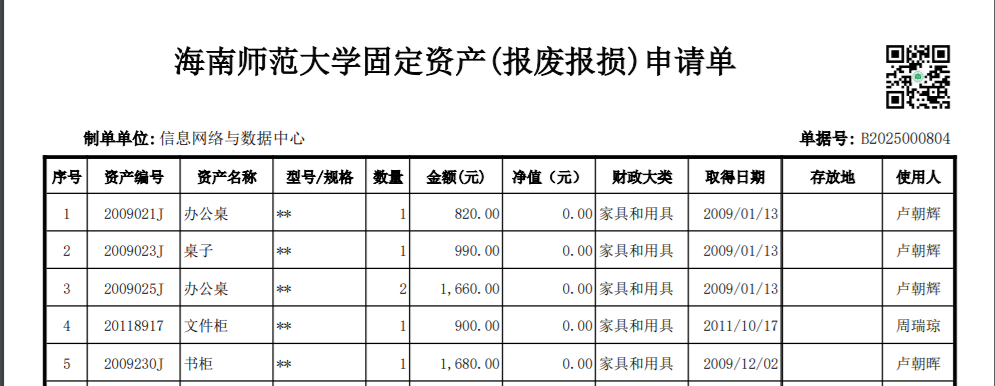 海南师范大学固定资产(报废报损)申请单
制单单位: 信息网络与数据中心 单据号: B2025000804
序号 资产编号 资产名称 型号/规格 数量 金额(元) 净值（元） 财政大类 取得日期 存放地 使用人
1 2009021J 办公桌 ** 1 820.00 0.00 家具和用具 2009/01/13 卢朝辉
2 2009023J 桌子 ** 1 990.00 0.00 家具和用具 2009/01/13 卢朝辉
3 2009025J 办公桌 ** 2 1,660.00 0.00 家具和用具 2009/01/13 卢朝辉
4 20118917 文件柜 ** 1 900.00 0.00 家具和用具 2011/10/17 周瑞琼
5 2009230J 书柜 ** 1 1,680.00 0.00 家具和用具 2009/12/02 卢朝晖